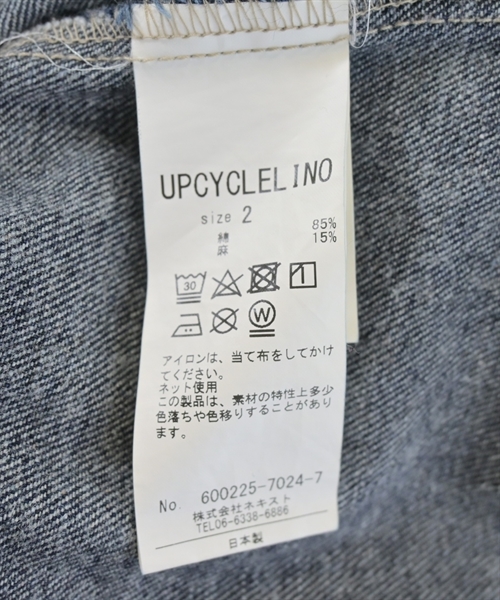 UPCYCLELINO
size 2
綿 85%
麻 15%
30
W
アイロンは、当て布をしてかけ
てください。
ネット使用
この製品は、素材の特性上多少
色落ちや色移りすることがあり
ます。
No. 600225-7024-7
株式会社ネキスト
TEL06-6338-6886
日本製